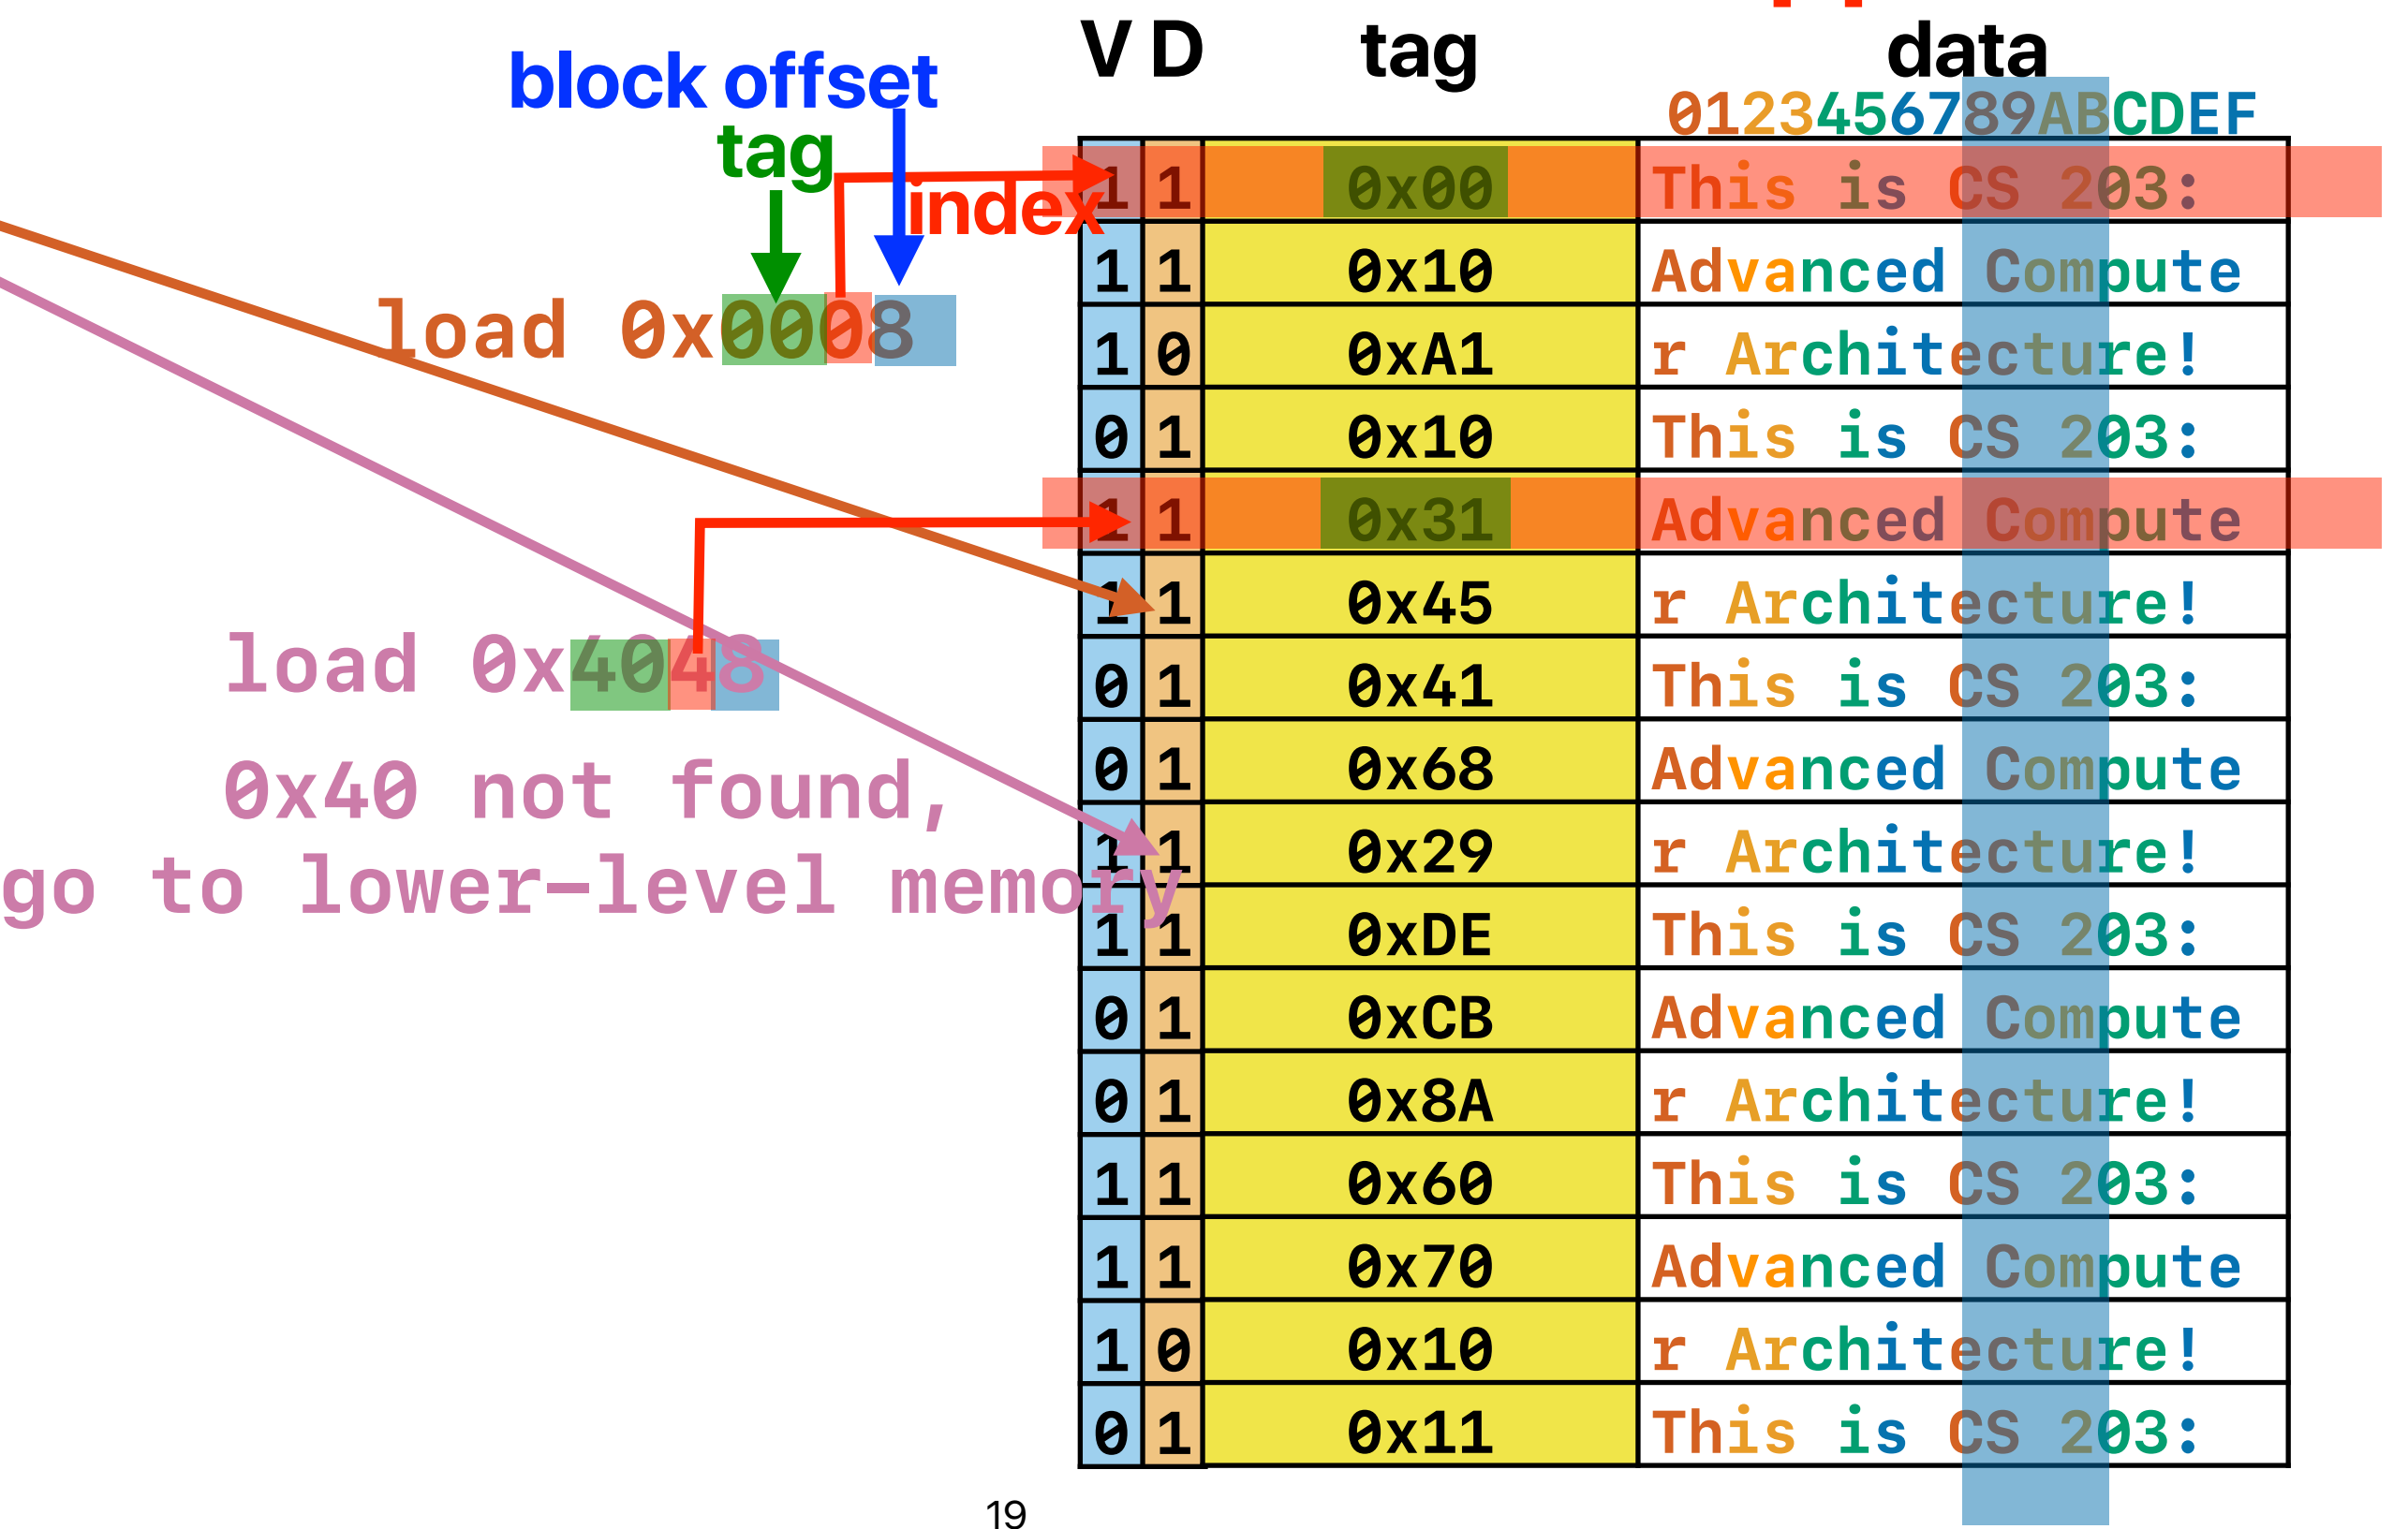 block offset
tag
index
load 0x0008
load 0x4048
0x40 not found,
go to lower-level memory
V D tag data
0123456789ABCDEF
1 1 0x00 This is CS 203:
1 1 0x10 Advanced Compute
1 0 0xA1 r Architecture!
0 1 0x10 This is CS 203:
1 1 0x31 Advanced Compute
1 1 0x45 r Architecture!
0 1 0x41 This is CS 203:
0 1 0x68 Advanced Compute
1 1 0x29 r Architecture!
1 1 0xDE This is CS 203:
0 1 0xCB Advanced Compute
0 1 0x8A r Architecture!
1 1 0x60 This is CS 203:
1 1 0x70 Advanced Compute
1 0 0x10 r Architecture!
0 1 0x11 This is CS 203:
19